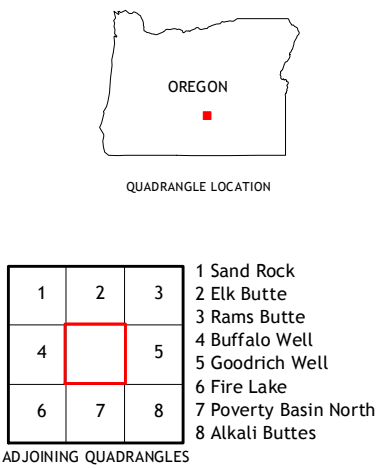 OREGON
QUADRANGLE LOCATION
1 2 3
4 5
6 7 8
1 Sand Rock
2 Elk Butte
3 Rams Butte
4 Buffalo Well
5 Goodrich Well
6 Fire Lake
7 Poverty Basin North
8 Alkali Buttes
ADJOINING QUADRANGLES